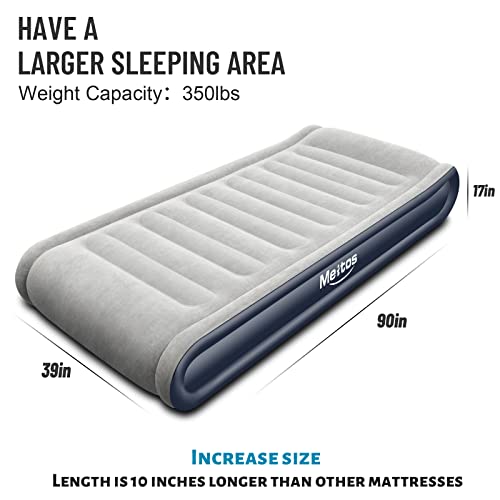 HAVE A
LARGER SLEEPING AREA
Weight Capacity: 350lbs
17in
Meitos
90in
39in
INCREASE SIZE
LENGTH IS 10 INCHES LONGER THAN OTHER MATTRESSES